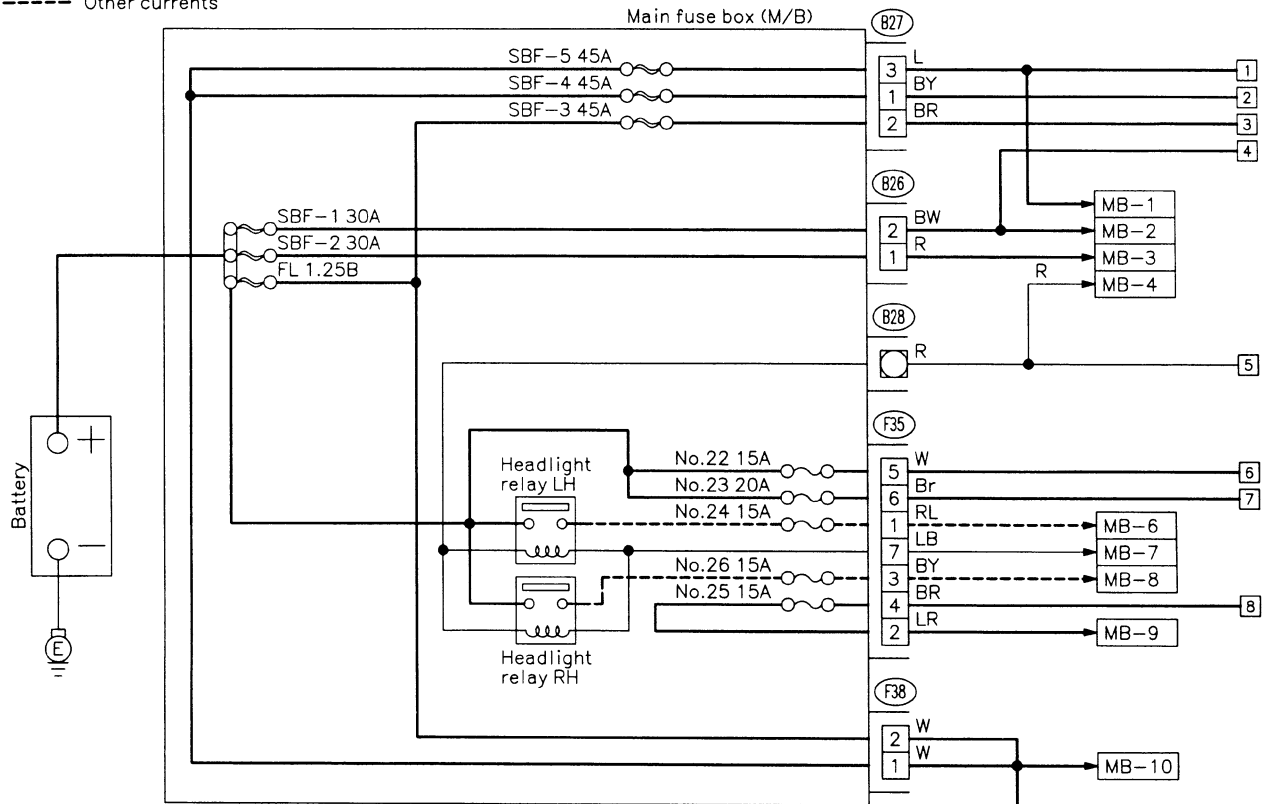 Other currents
Main fuse box (M/B)
B27
SBF-5 45A
3
L
1
SBF-4 45A
1
BY
2
SBF-3 45A
2
BR
3
4
B26
MB-1
SBF-1 30A
2
BW
MB-2
SBF-2 30A
1
R
MB-3
FL 1.25B
R
MB-4
B28
R
5
F35
Battery
+
-
E
Headlight
relay LH
No.22 15A
5
W
6
No.23 20A
6
Br
7
No.24 15A
1
RL
MB-6
7
LB
MB-7
No.26 15A
3
BY
MB-8
No.25 15A
4
BR
8
2
LR
MB-9
Headlight
relay RH
F38
2
W
1
W
MB-10